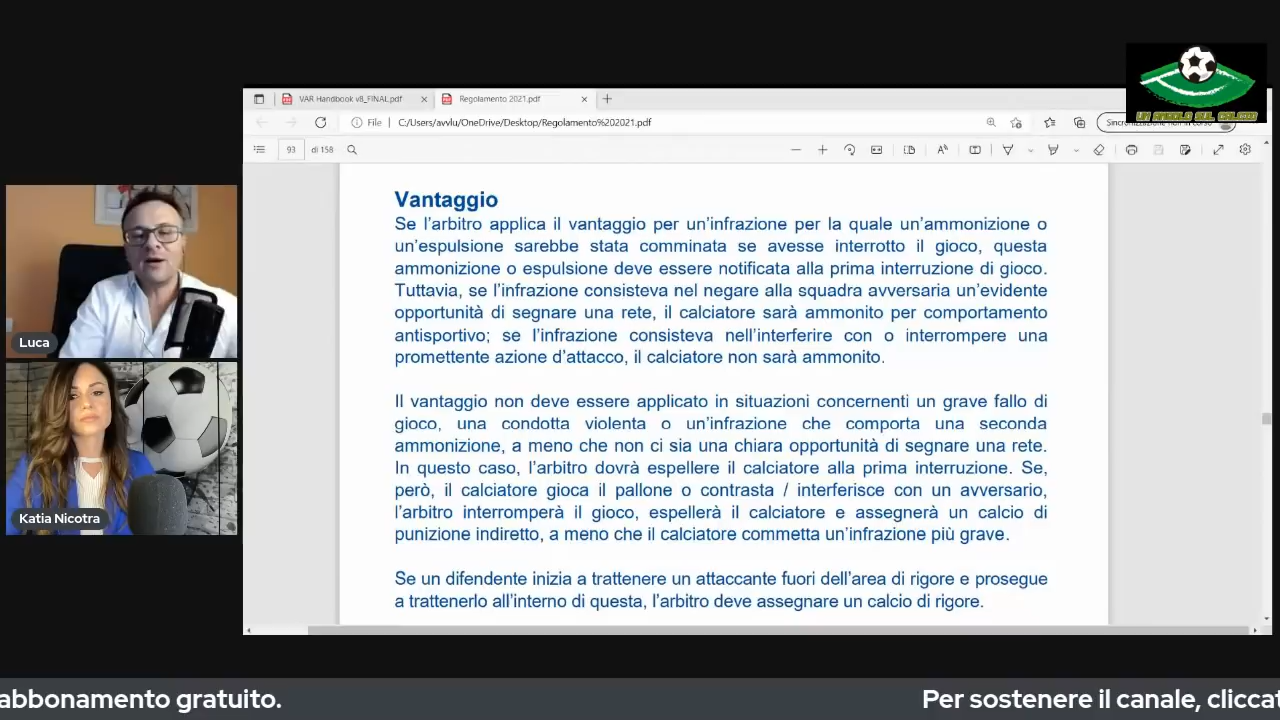 UN ANGOLO SUL CALCIO
VAR Handbook v8_FINAL.pdf
Regolamento 2021.pdf
File
C:/Users/avvlu/OneDrive/Desktop/Regolamento%202021.pdf
93
di 158
Vantaggio
Se l’arbitro applica il vantaggio per un’infrazione per la quale un’ammonizione o
un’espulsione sarebbe stata comminata se avesse interrotto il gioco, questa
ammonizione o espulsione deve essere notificata alla prima interruzione di gioco.
Tuttavia, se l’infrazione consisteva nel negare alla squadra avversaria un’evidente
opportunità di segnare una rete, il calciatore sarà ammonito per comportamento
antisportivo; se l’infrazione consisteva nell’interferire con o interrompere una
promettente azione d’attacco, il calciatore non sarà ammonito.
Il vantaggio non deve essere applicato in situazioni concernenti un grave fallo di
gioco, una condotta violenta o un’infrazione che comporta una seconda
ammonizione, a meno che non ci sia una chiara opportunità di segnare una rete.
In questo caso, l’arbitro dovrà espellere il calciatore alla prima interruzione. Se,
però, il calciatore gioca il pallone o contrasta / interferisce con un avversario,
l’arbitro interromperà il gioco, espellerà il calciatore e assegnerà un calcio di
punizione indiretto, a meno che il calciatore commetta un’infrazione più grave.
Se un difendente inizia a trattenere un attaccante fuori dell’area di rigore e prosegue
a trattenerlo all’interno di questa, l’arbitro deve assegnare un calcio di rigore.
Luca
Katia Nicotra
abbonamento gratuito.
Per sostenere il canale, cliccat